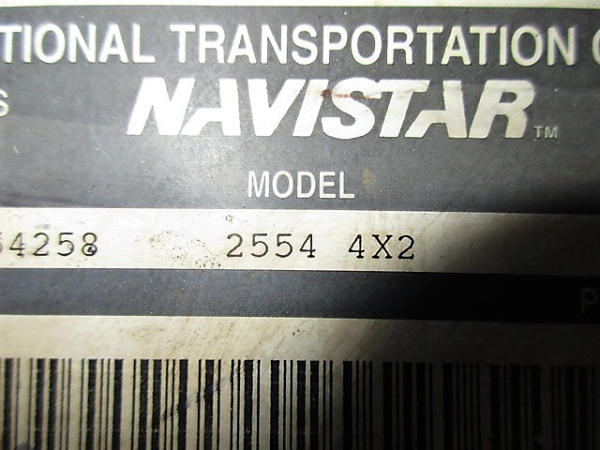 TIONAL TRANSPORTATION C
S
NAVISTAR™
MODEL
54258 2554 4X2
P